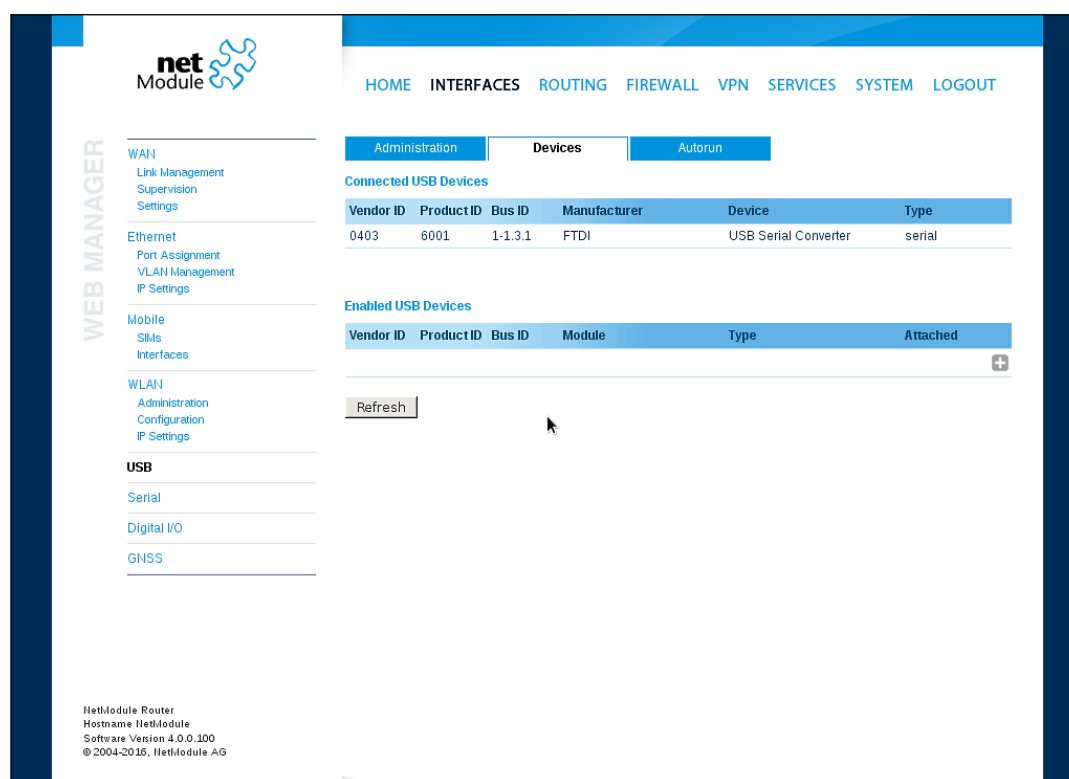 net
Module
HOME INTERFACES ROUTING FIREWALL VPN SERVICES SYSTEM LOGOUT
WEB MANAGER
WAN
Link Management
Supervision
Settings
Ethernet
Port Assignment
VLAN Management
IP Settings
Mobile
SIMs
Interfaces
WLAN
Administration
Configuration
IP Settings
USB
Serial
Digital I/O
GNSS
Administration Devices Autorun
Connected USB Devices
Vendor ID Product ID Bus ID Manufacturer Device Type
0403 6001 1-1.3.1 FTDI USB Serial Converter serial
Enabled USB Devices
Vendor ID Product ID Bus ID Module Type Attached
Refresh
NetModule Router
Hostname NetModule
Software Version 4.0.0.100
© 2004-2016, NetModule AG